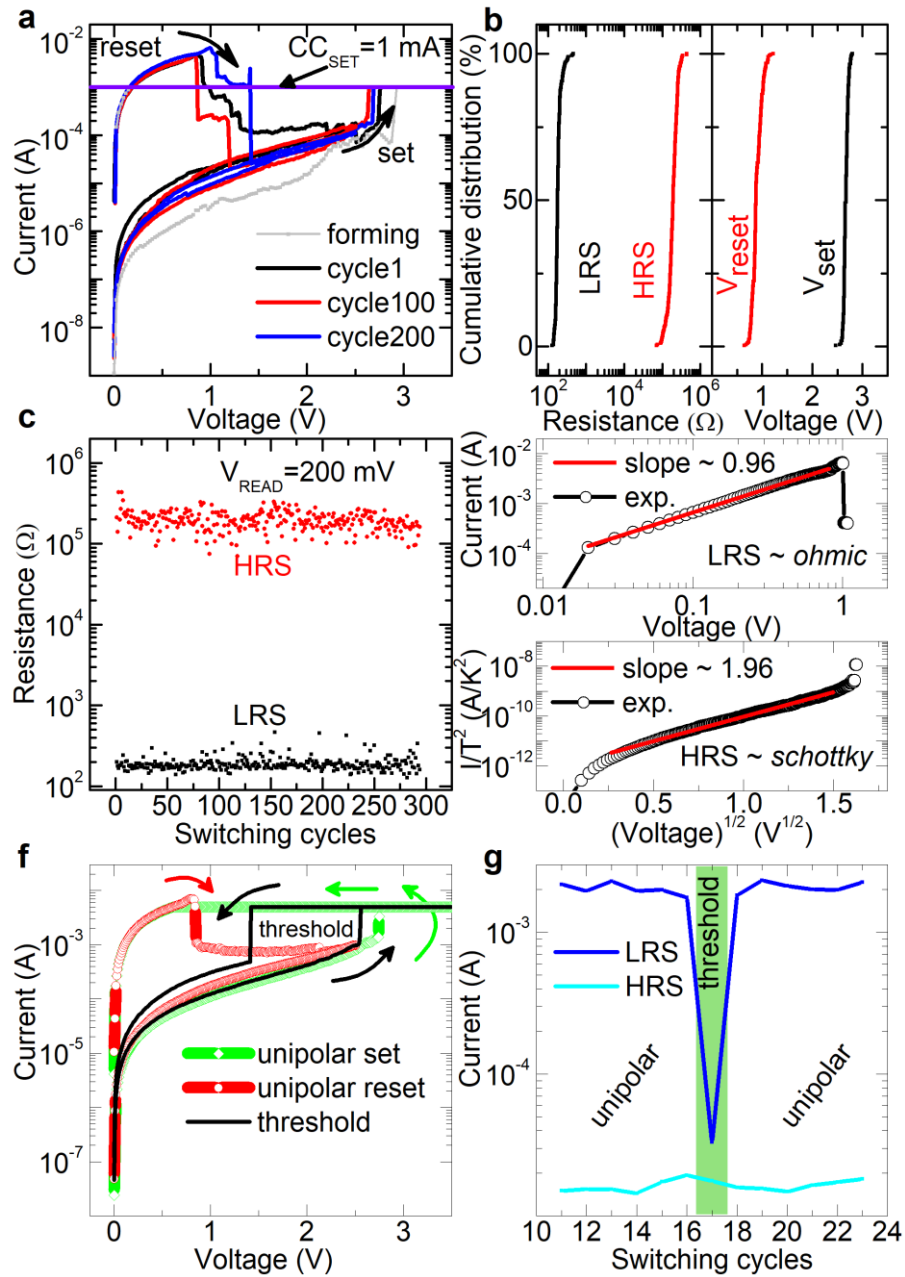 a
reset
CC_SET=1 mA
set
forming
cycle1
cycle100
cycle200
10^-2
10^-4
10^-6
10^-8
Current (A)
0 1 2 3
Voltage (V)
b
Cumulative distribution (%)
100
50
0
LRS
HRS
V_reset
V_set
10^2 10^4 10^6 1 2 3
Resistance (Ω) Voltage (V)
c
V_READ=200 mV
HRS
LRS
10^6
10^5
10^4
10^3
10^2
Resistance (Ω)
0 50 100 150 200 250 300
Switching cycles
slope ~ 0.96
exp.
LRS ~ ohmic
10^-2
10^-3
10^-4
Current (A)
0.01 0.1 1
Voltage (V)
slope ~ 1.96
exp.
HRS ~ schottky
10^-8
10^-10
10^-12
I/T^2 (A/K^2)
0.0 0.5 1.0 1.5
(Voltage)^1/2 (V^1/2)
f
threshold
unipolar set
unipolar reset
threshold
10^-3
10^-5
10^-7
Current (A)
0 1 2 3
Voltage (V)
g
threshold
LRS
HRS
unipolar
unipolar
10^-3
10^-4
Current (A)
10 12 14 16 18 20 22 24
Switching cycles